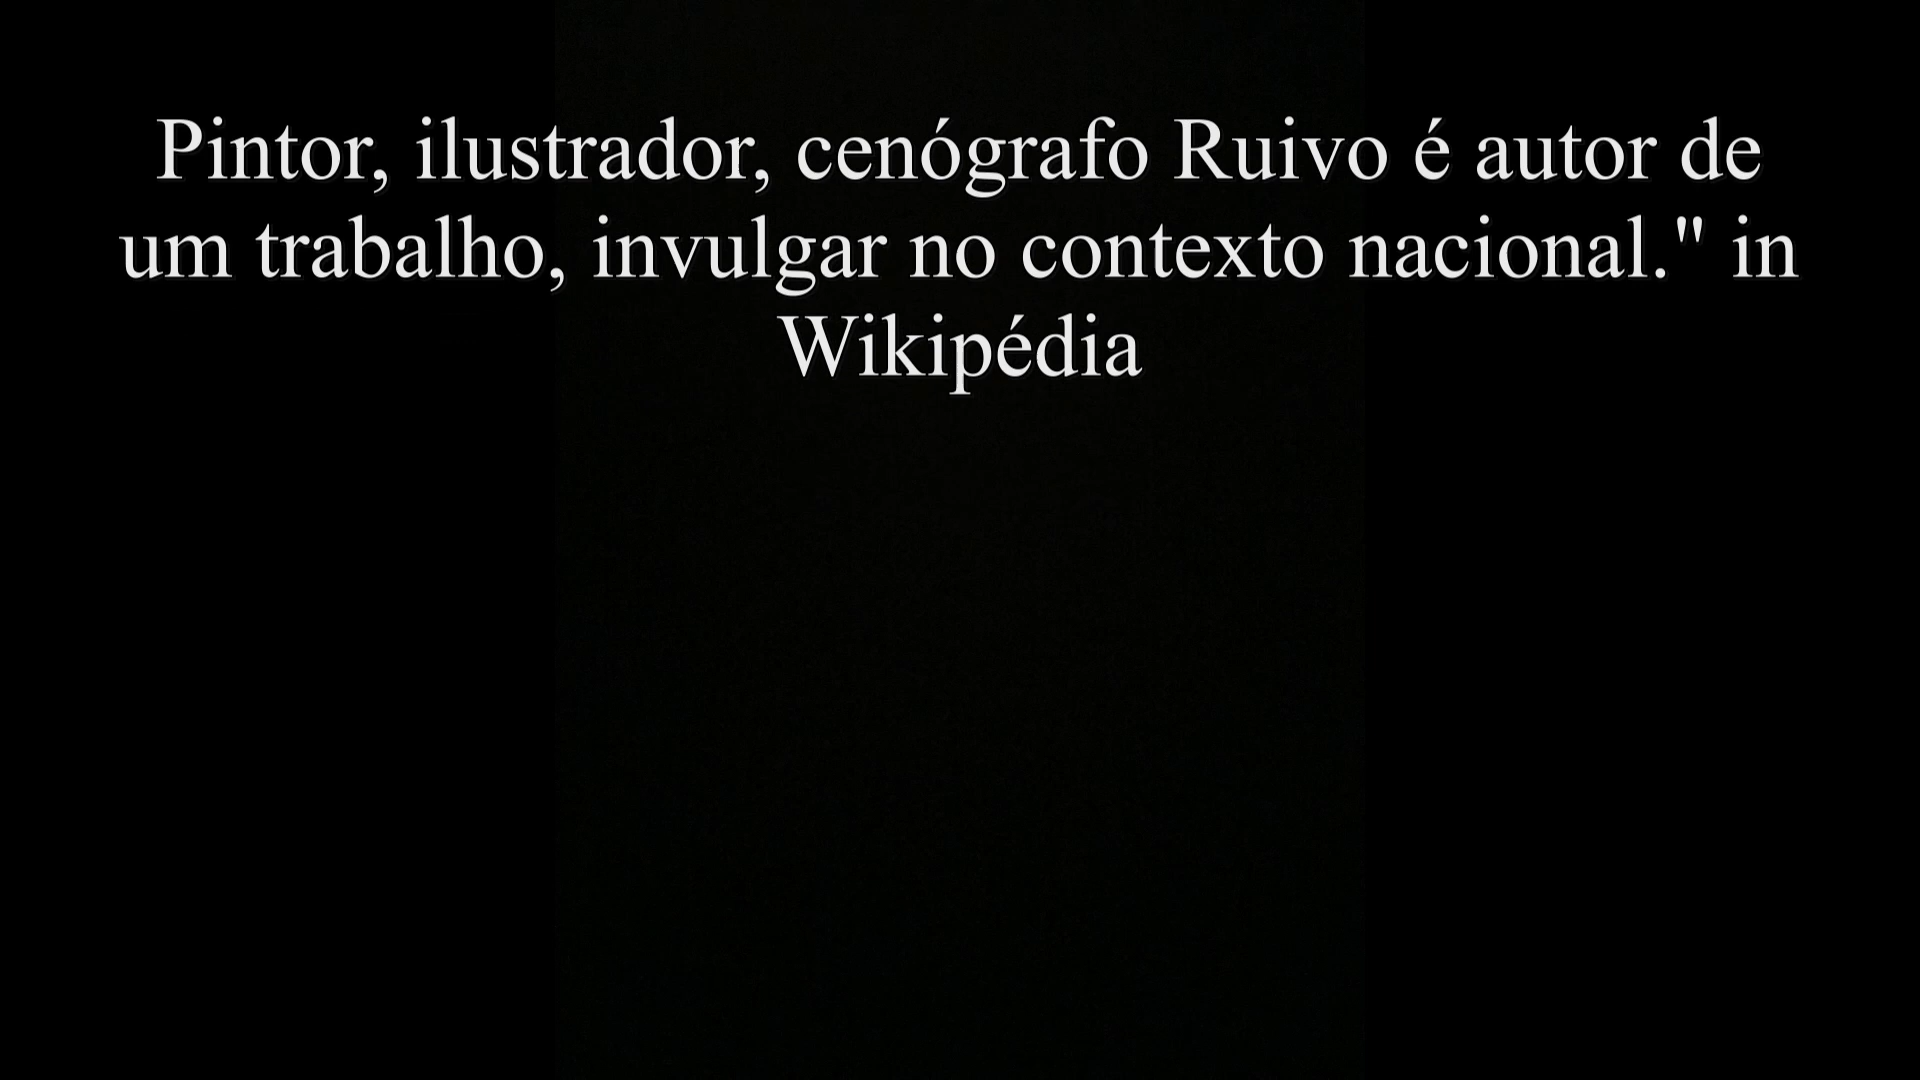 Pintor, ilustrador, cenógrafo Ruivo é autor de
um trabalho, invulgar no contexto nacional." in
Wikipédia